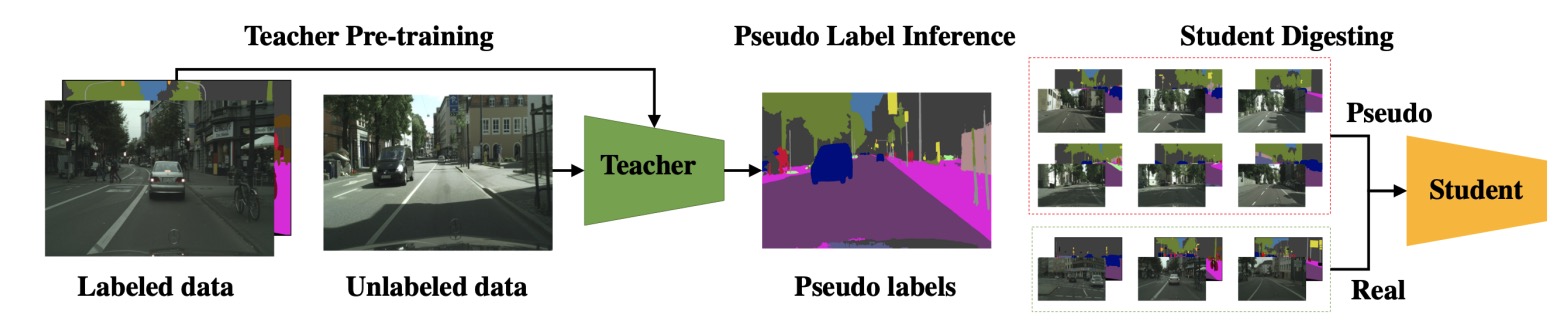 Teacher Pre-training
Pseudo Label Inference
Student Digesting
Teacher
Pseudo
Student
Real
Labeled data
Unlabeled data
Pseudo labels